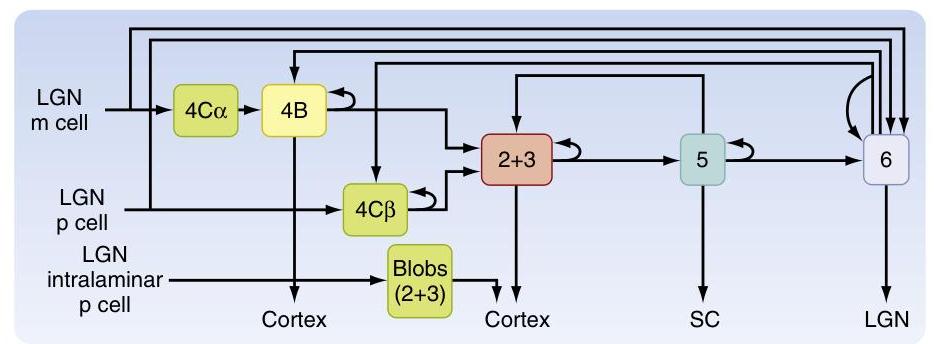 LGN
m cell
4Cα
4B
2+3
5
6
LGN
p cell
4Cβ
LGN
intralaminar
p cell
Blobs
(2+3)
Cortex
Cortex
SC
LGN